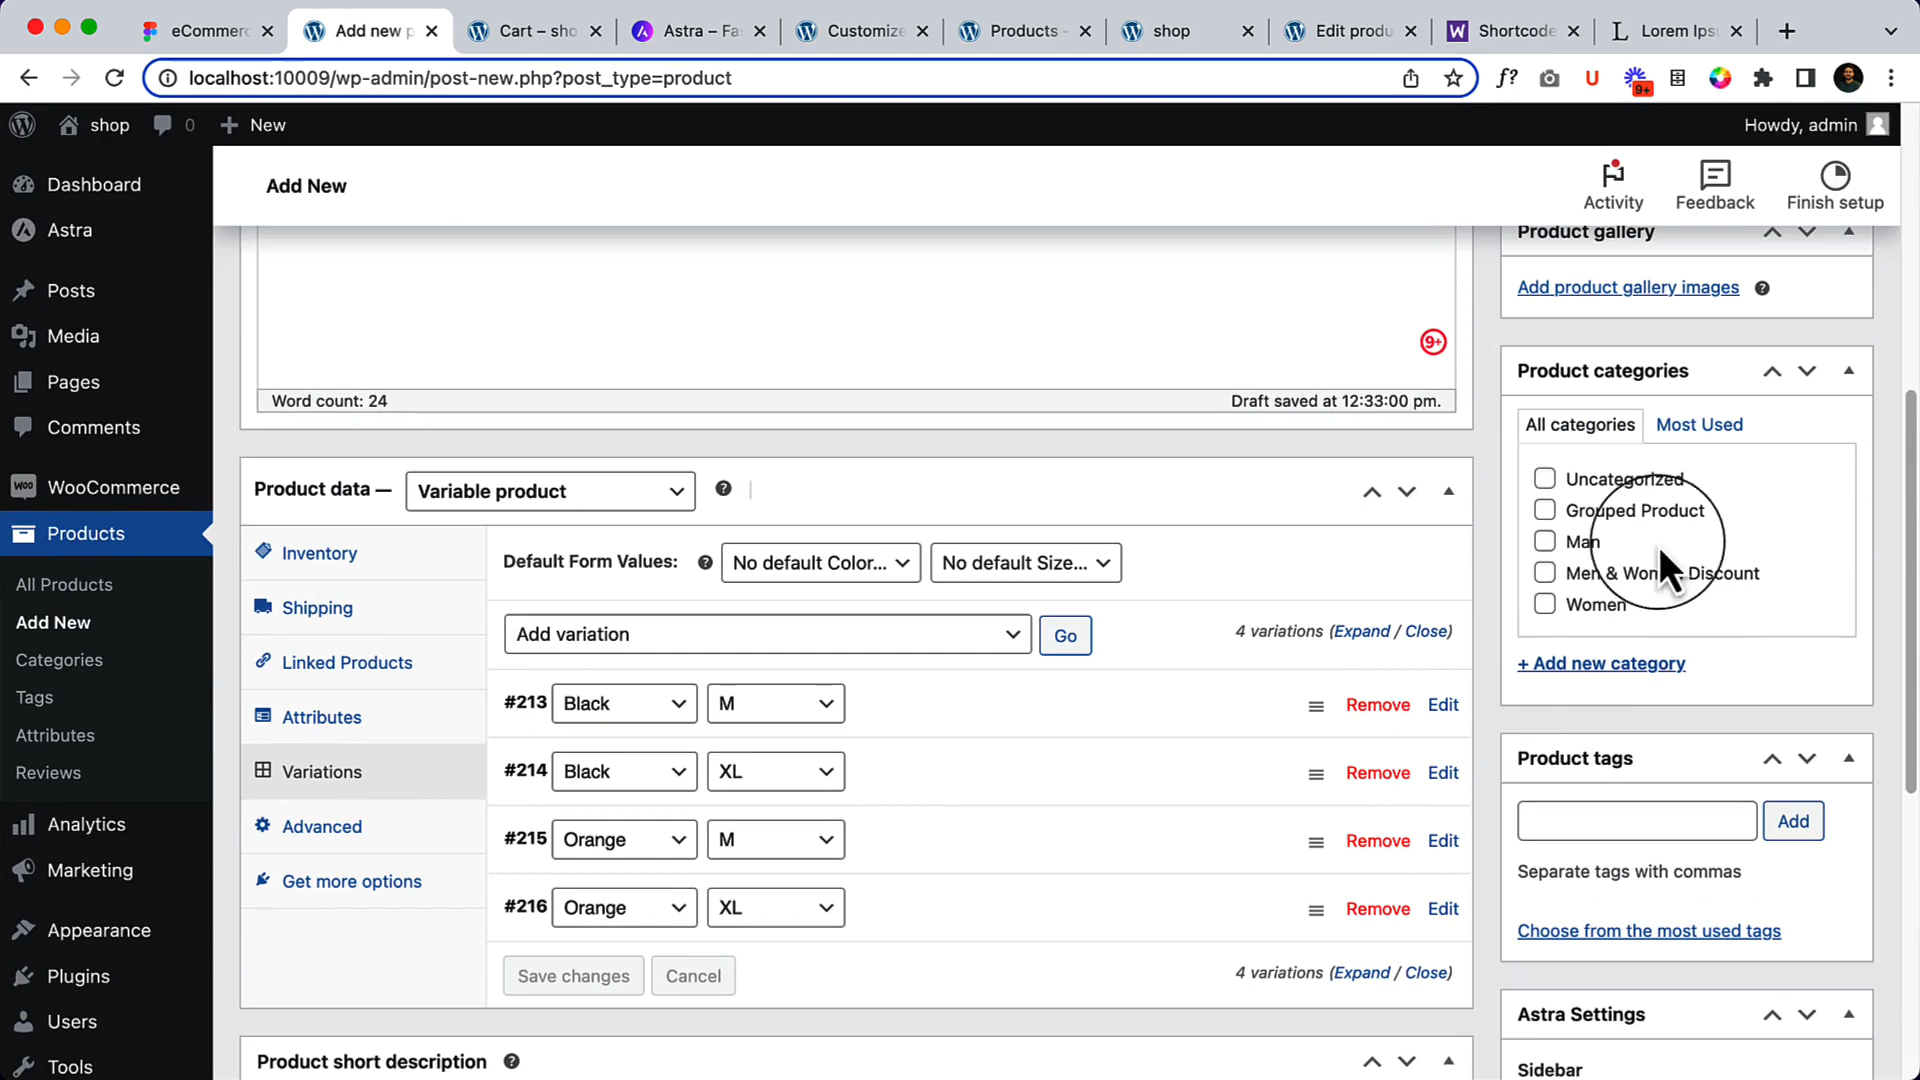 eCommerc
Add new p
Cart – sho
Astra – Fa
Customize
Products -
shop
Edit produ
Shortcode
Lorem Ips
localhost:10009/wp-admin/post-new.php?post_type=product
f?
U
9+
shop
0
New
Howdy, admin
Dashboard
Astra
Posts
Media
Pages
Comments
WooCommerce
Products
All Products
Add New
Categories
Tags
Attributes
Reviews
Analytics
Marketing
Appearance
Plugins
Users
Tools
Add New
Activity
Feedback
Finish setup
9+
Word count: 24
Draft saved at 12:33:00 pm.
Product data —
Variable product
Inventory
Shipping
Linked Products
Attributes
Variations
Advanced
Get more options
Default Form Values:
No default Color...
No default Size...
Add variation
Go
4 variations (Expand / Close)
#213 Black M Remove Edit
#214 Black XL Remove Edit
#215 Orange M Remove Edit
#216 Orange XL Remove Edit
Save changes
Cancel
4 variations (Expand / Close)
Product short description
Product gallery
Add product gallery images
Product categories
All categories
Most Used
Uncategorized
Grouped Product
Man
Men & Discount
Women
+ Add new category
Product tags
Add
Separate tags with commas
Choose from the most used tags
Astra Settings
Sidebar